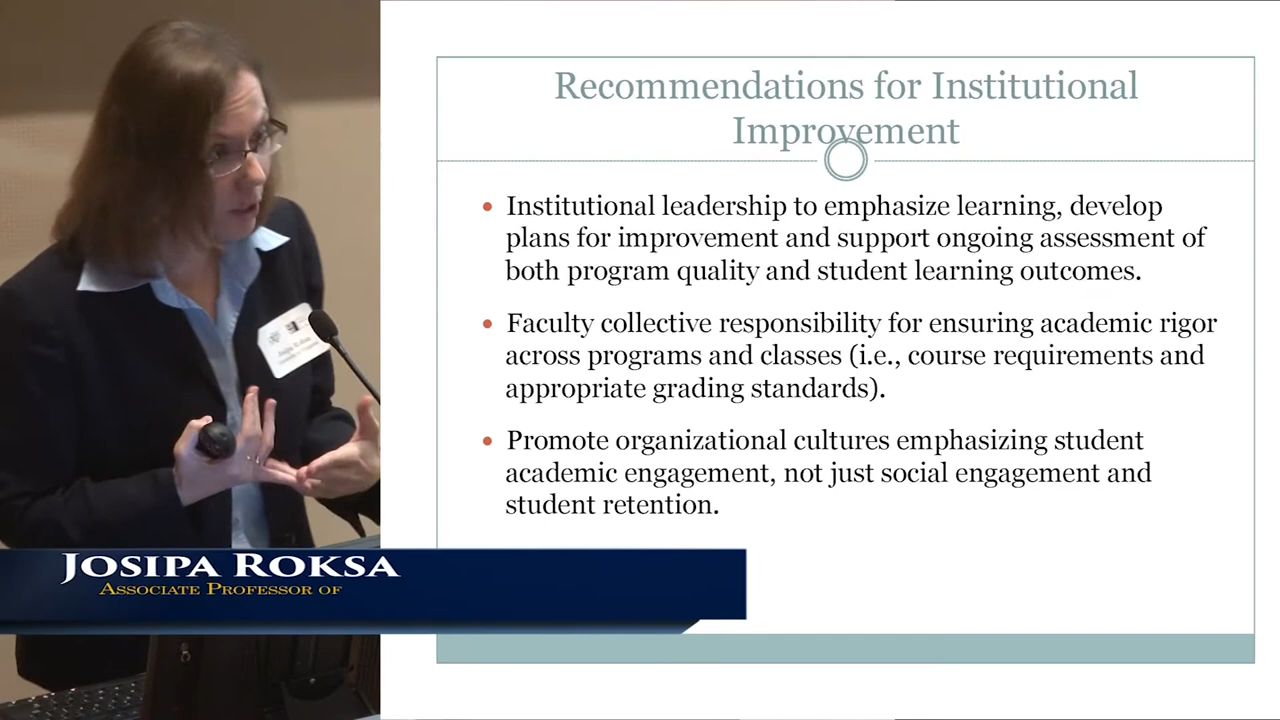 Recommendations for Institutional
Improvement
• Institutional leadership to emphasize learning, develop
plans for improvement and support ongoing assessment of
both program quality and student learning outcomes.
• Faculty collective responsibility for ensuring academic rigor
across programs and classes (i.e., course requirements and
appropriate grading standards).
• Promote organizational cultures emphasizing student
academic engagement, not just social engagement and
student retention.
Josipa Roksa
Associate Professor of